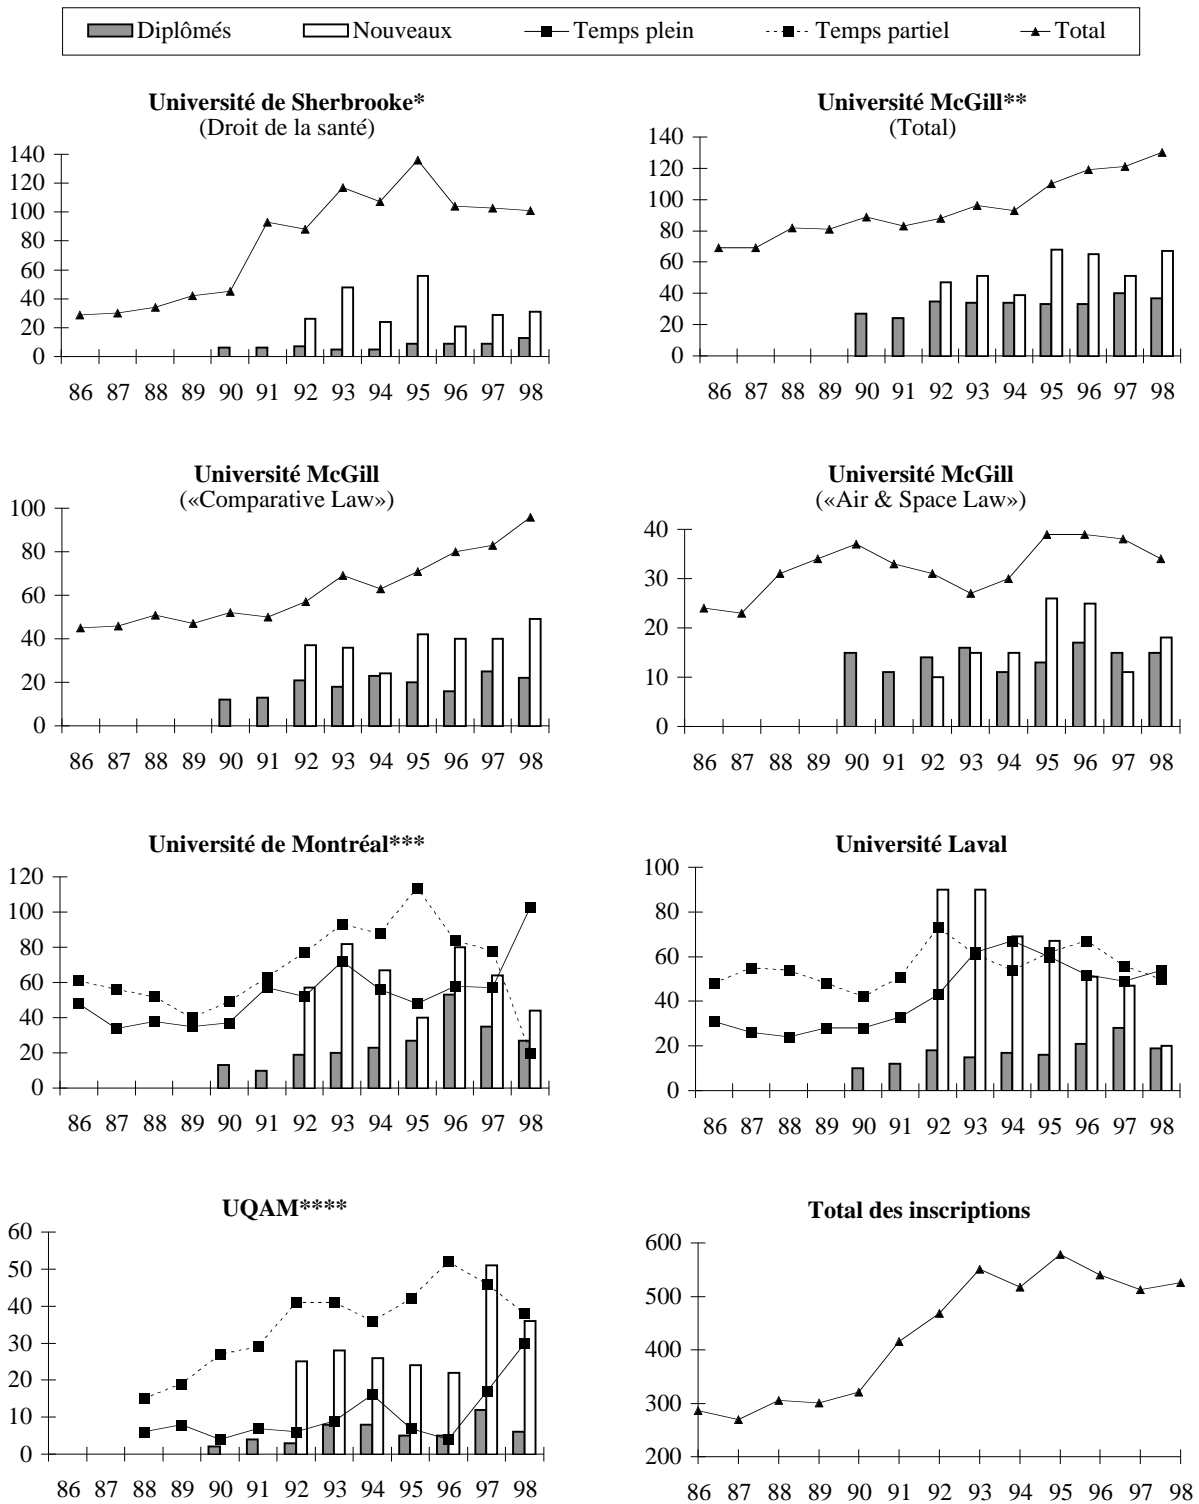 Diplômés Nouveaux Temps plein Temps partiel Total
Université de Sherbrooke*
(Droit de la santé)
140
120
100
80
60
40
20
0
86 87 88 89 90 91 92 93 94 95 96 97 98
Université McGill**
(Total)
140
120
100
80
60
40
20
0
86 87 88 89 90 91 92 93 94 95 96 97 98
Université McGill
(«Comparative Law»)
100
80
60
40
20
0
86 87 88 89 90 91 92 93 94 95 96 97 98
Université McGill
(«Air & Space Law»)
40
30
20
10
0
86 87 88 89 90 91 92 93 94 95 96 97 98
Université de Montréal***
120
100
80
60
40
20
0
86 87 88 89 90 91 92 93 94 95 96 97 98
Université Laval
100
80
60
40
20
0
86 87 88 89 90 91 92 93 94 95 96 97 98
UQAM****
60
50
40
30
20
10
0
86 87 88 89 90 91 92 93 94 95 96 97 98
Total des inscriptions
600
500
400
300
200
86 87 88 89 90 91 92 93 94 95 96 97 98